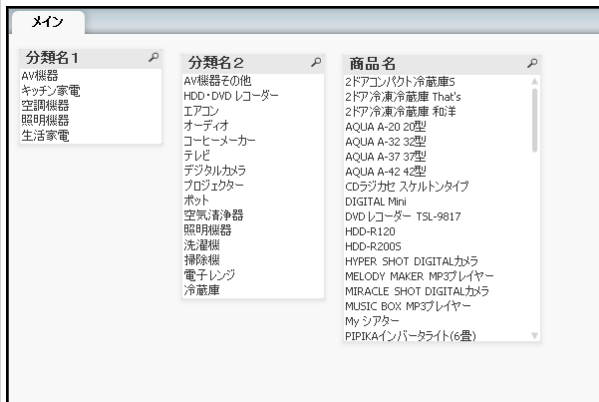 メイン
分類名1
AV機器
キッチン家電
空調機器
照明機器
生活家電
分類名2
AV機器その他
HDD・DVD レコーダー
エアコン
オーディオ
コーヒーメーカー
テレビ
デジタルカメラ
プロジェクター
ポット
空気清浄器
照明機器
洗濯機
掃除機
電子レンジ
冷蔵庫
商品名
2ドアコンパクト冷蔵庫S
2ドア冷凍冷蔵庫 That's
2ドア冷凍冷蔵庫 和洋
AQUA A-20 20型
AQUA A-32 32型
AQUA A-37 37型
AQUA A-42 42型
CDラジカセ スケルトンタイプ
DIGITAL Mini
DVD レコーダー TSL-9817
HDD-R120
HDD-R200S
HYPER SHOT DIGITALカメラ
MELODY MAKER MP3プレイヤー
MIRACLE SHOT DIGITALカメラ
MUSIC BOX MP3プレイヤー
My シアター
PIPIKAインバータライト(6畳)